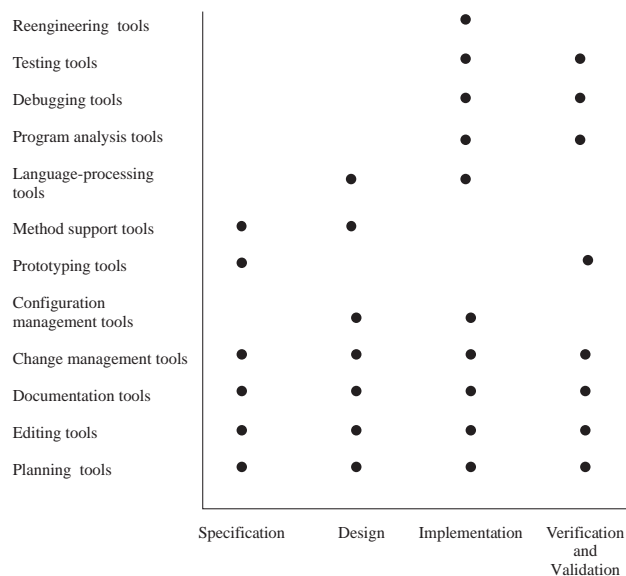 Reengineering tools
Testing tools
Debugging tools
Program analysis tools
Language-processing
tools
Method support tools
Prototyping tools
Configuration
management tools
Change management tools
Documentation tools
Editing tools
Planning tools
Specification
Design
Implementation
Verification
and
Validation